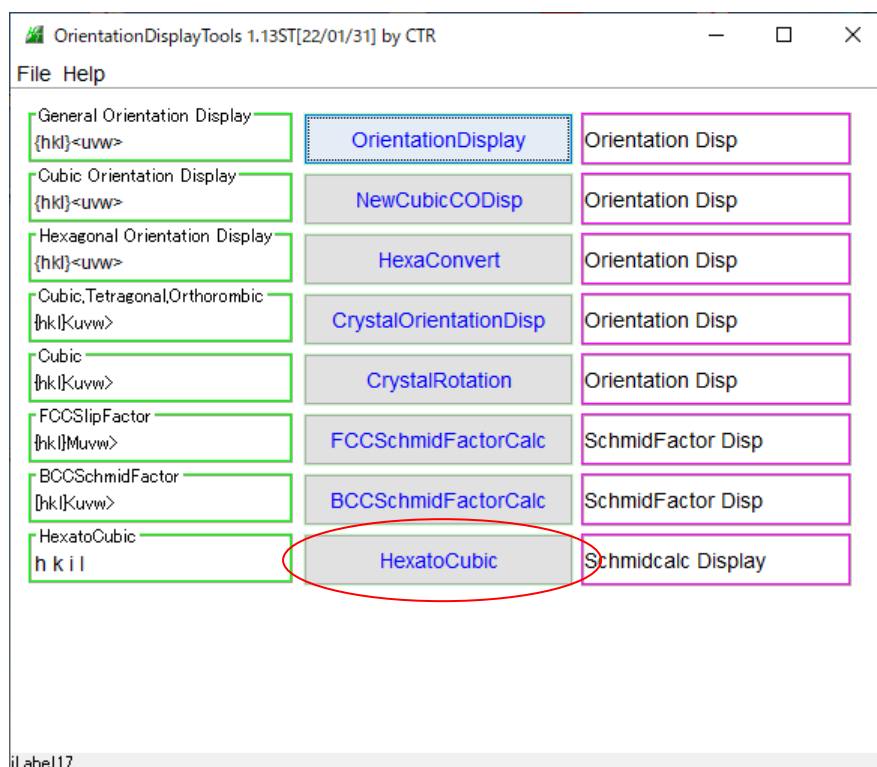 OrientationDisplayTools 1.13ST[22/01/31] by CTR
File Help
General Orientation Display
{hkl}<uvw> OrientationDisplay Orientation Disp
Cubic Orientation Display
{hkl}<uvw> NewCubicCODisp Orientation Disp
Hexagonal Orientation Display
{hkl}<uvw> HexaConvert Orientation Disp
Cubic,Tetragonal,Orthorombic
{hkl}<uvw> CrystalOrientationDisp Orientation Disp
Cubic
{hkl}<uvw> CrystalRotation Orientation Disp
FCCSlipFactor
{hkl}Muvw> FCCSchmidFactorCalc SchmidFactor Disp
BCCSchmidFactor
[hkl]<uvw> BCCSchmidFactorCalc SchmidFactor Disp
HexatoCubic
h k i l HexatoCubic Schmidcalc Display
jLabel17